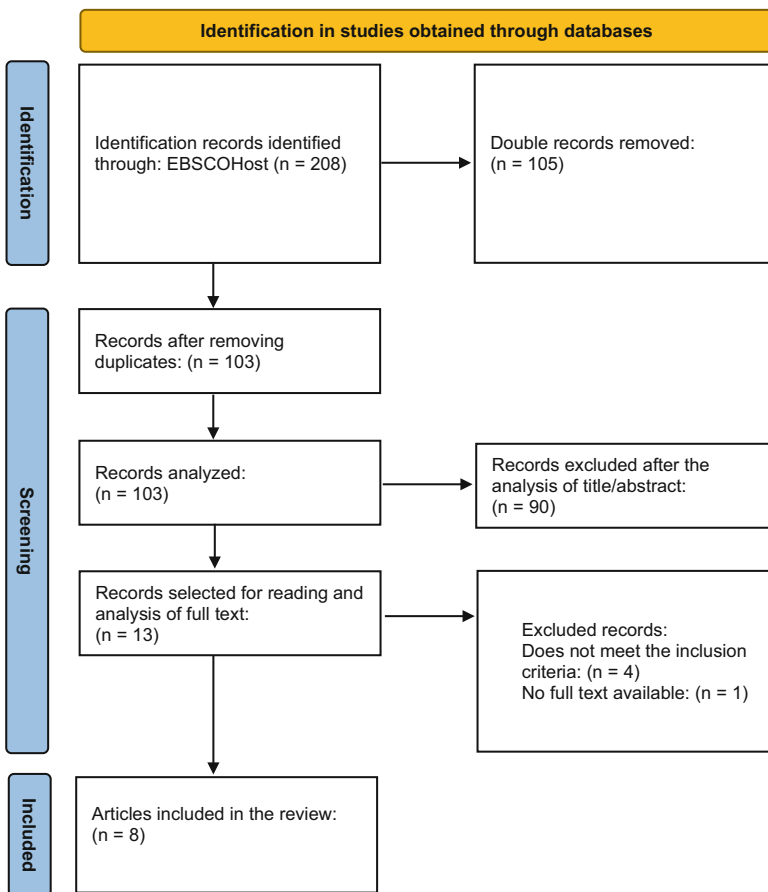 Identification in studies obtained through databases
Identification
Identification records identified
through: EBSCOHost (n = 208)
Double records removed:
(n = 105)
Screening
Records after removing
duplicates: (n = 103)
Records analyzed:
(n = 103)
Records excluded after the
analysis of title/abstract:
(n = 90)
Records selected for reading and
analysis of full text:
(n = 13)
Excluded records:
Does not meet the inclusion
criteria: (n = 4)
No full text available: (n = 1)
Included
Articles included in the review:
(n = 8)